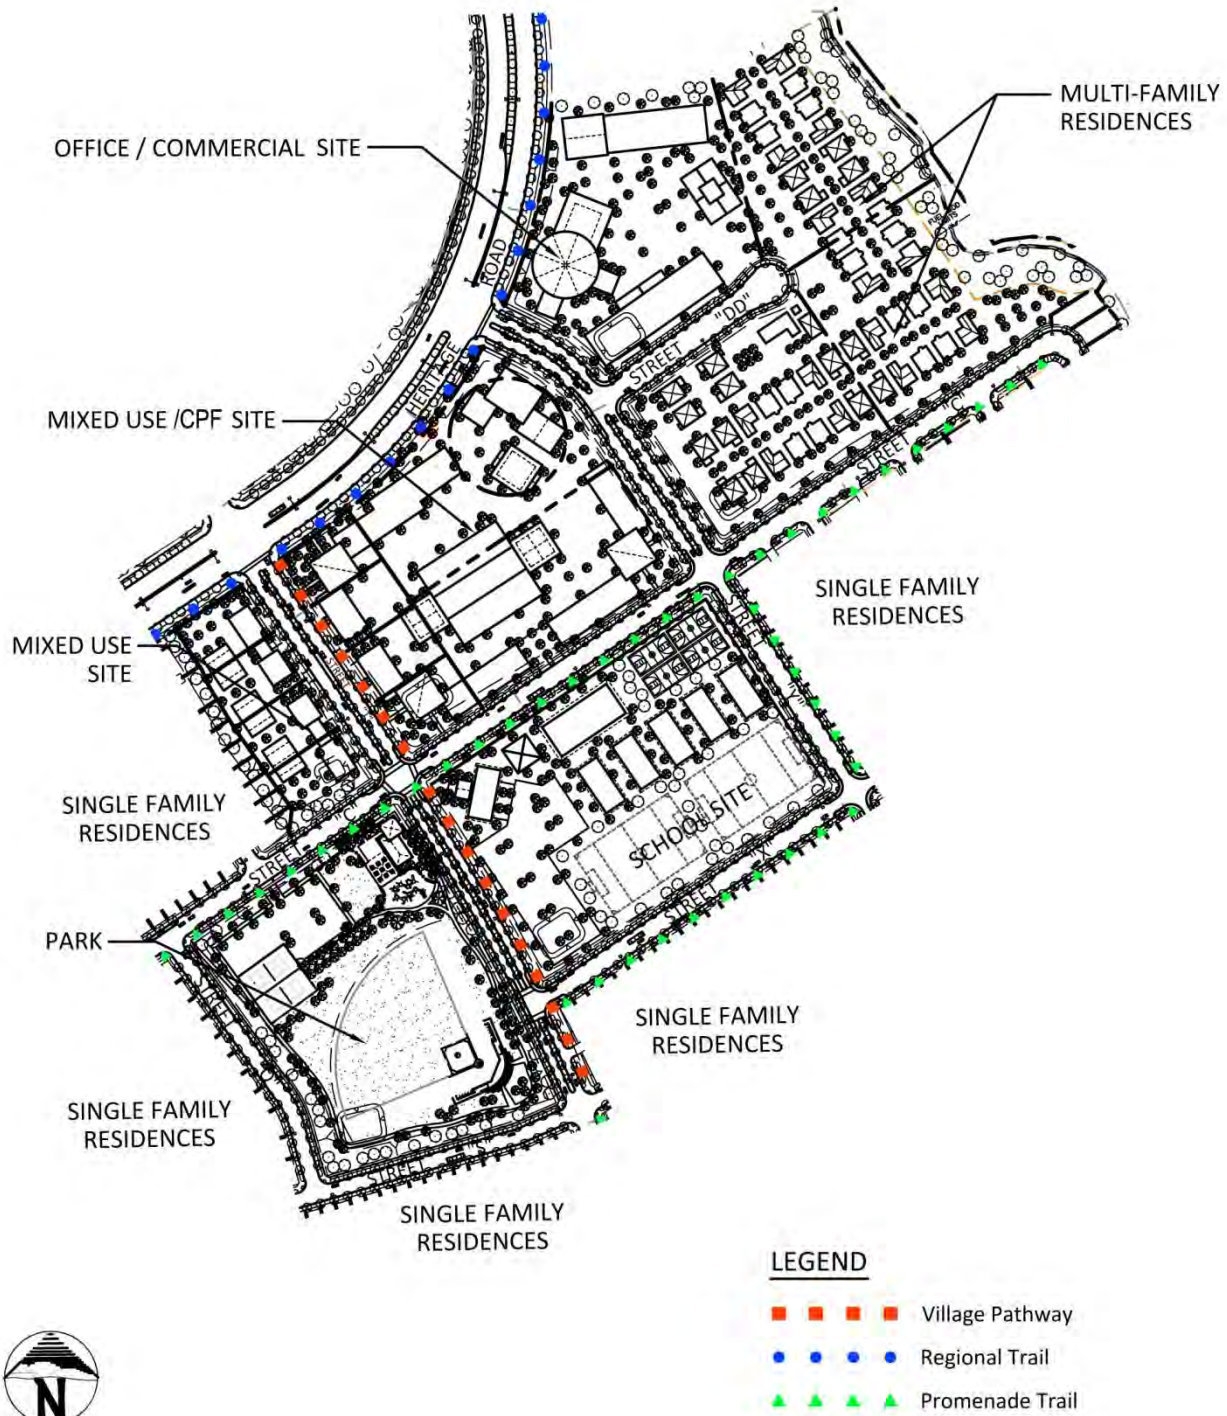 MULTI-FAMILY
RESIDENCES
OFFICE / COMMERCIAL SITE
ROAD
STREET "DD"
HERITAGE
MIXED USE /CPF SITE
STREET "C"
SINGLE FAMILY
RESIDENCES
STREET
MIXED USE
SITE
STREET
SINGLE FAMILY
RESIDENCES
SCHOOL SITE
STREET
STREET
PARK
SINGLE FAMILY
RESIDENCES
SINGLE FAMILY
RESIDENCES
STREET
SINGLE FAMILY
RESIDENCES
LEGEND
Village Pathway
Regional Trail
Promenade Trail
N